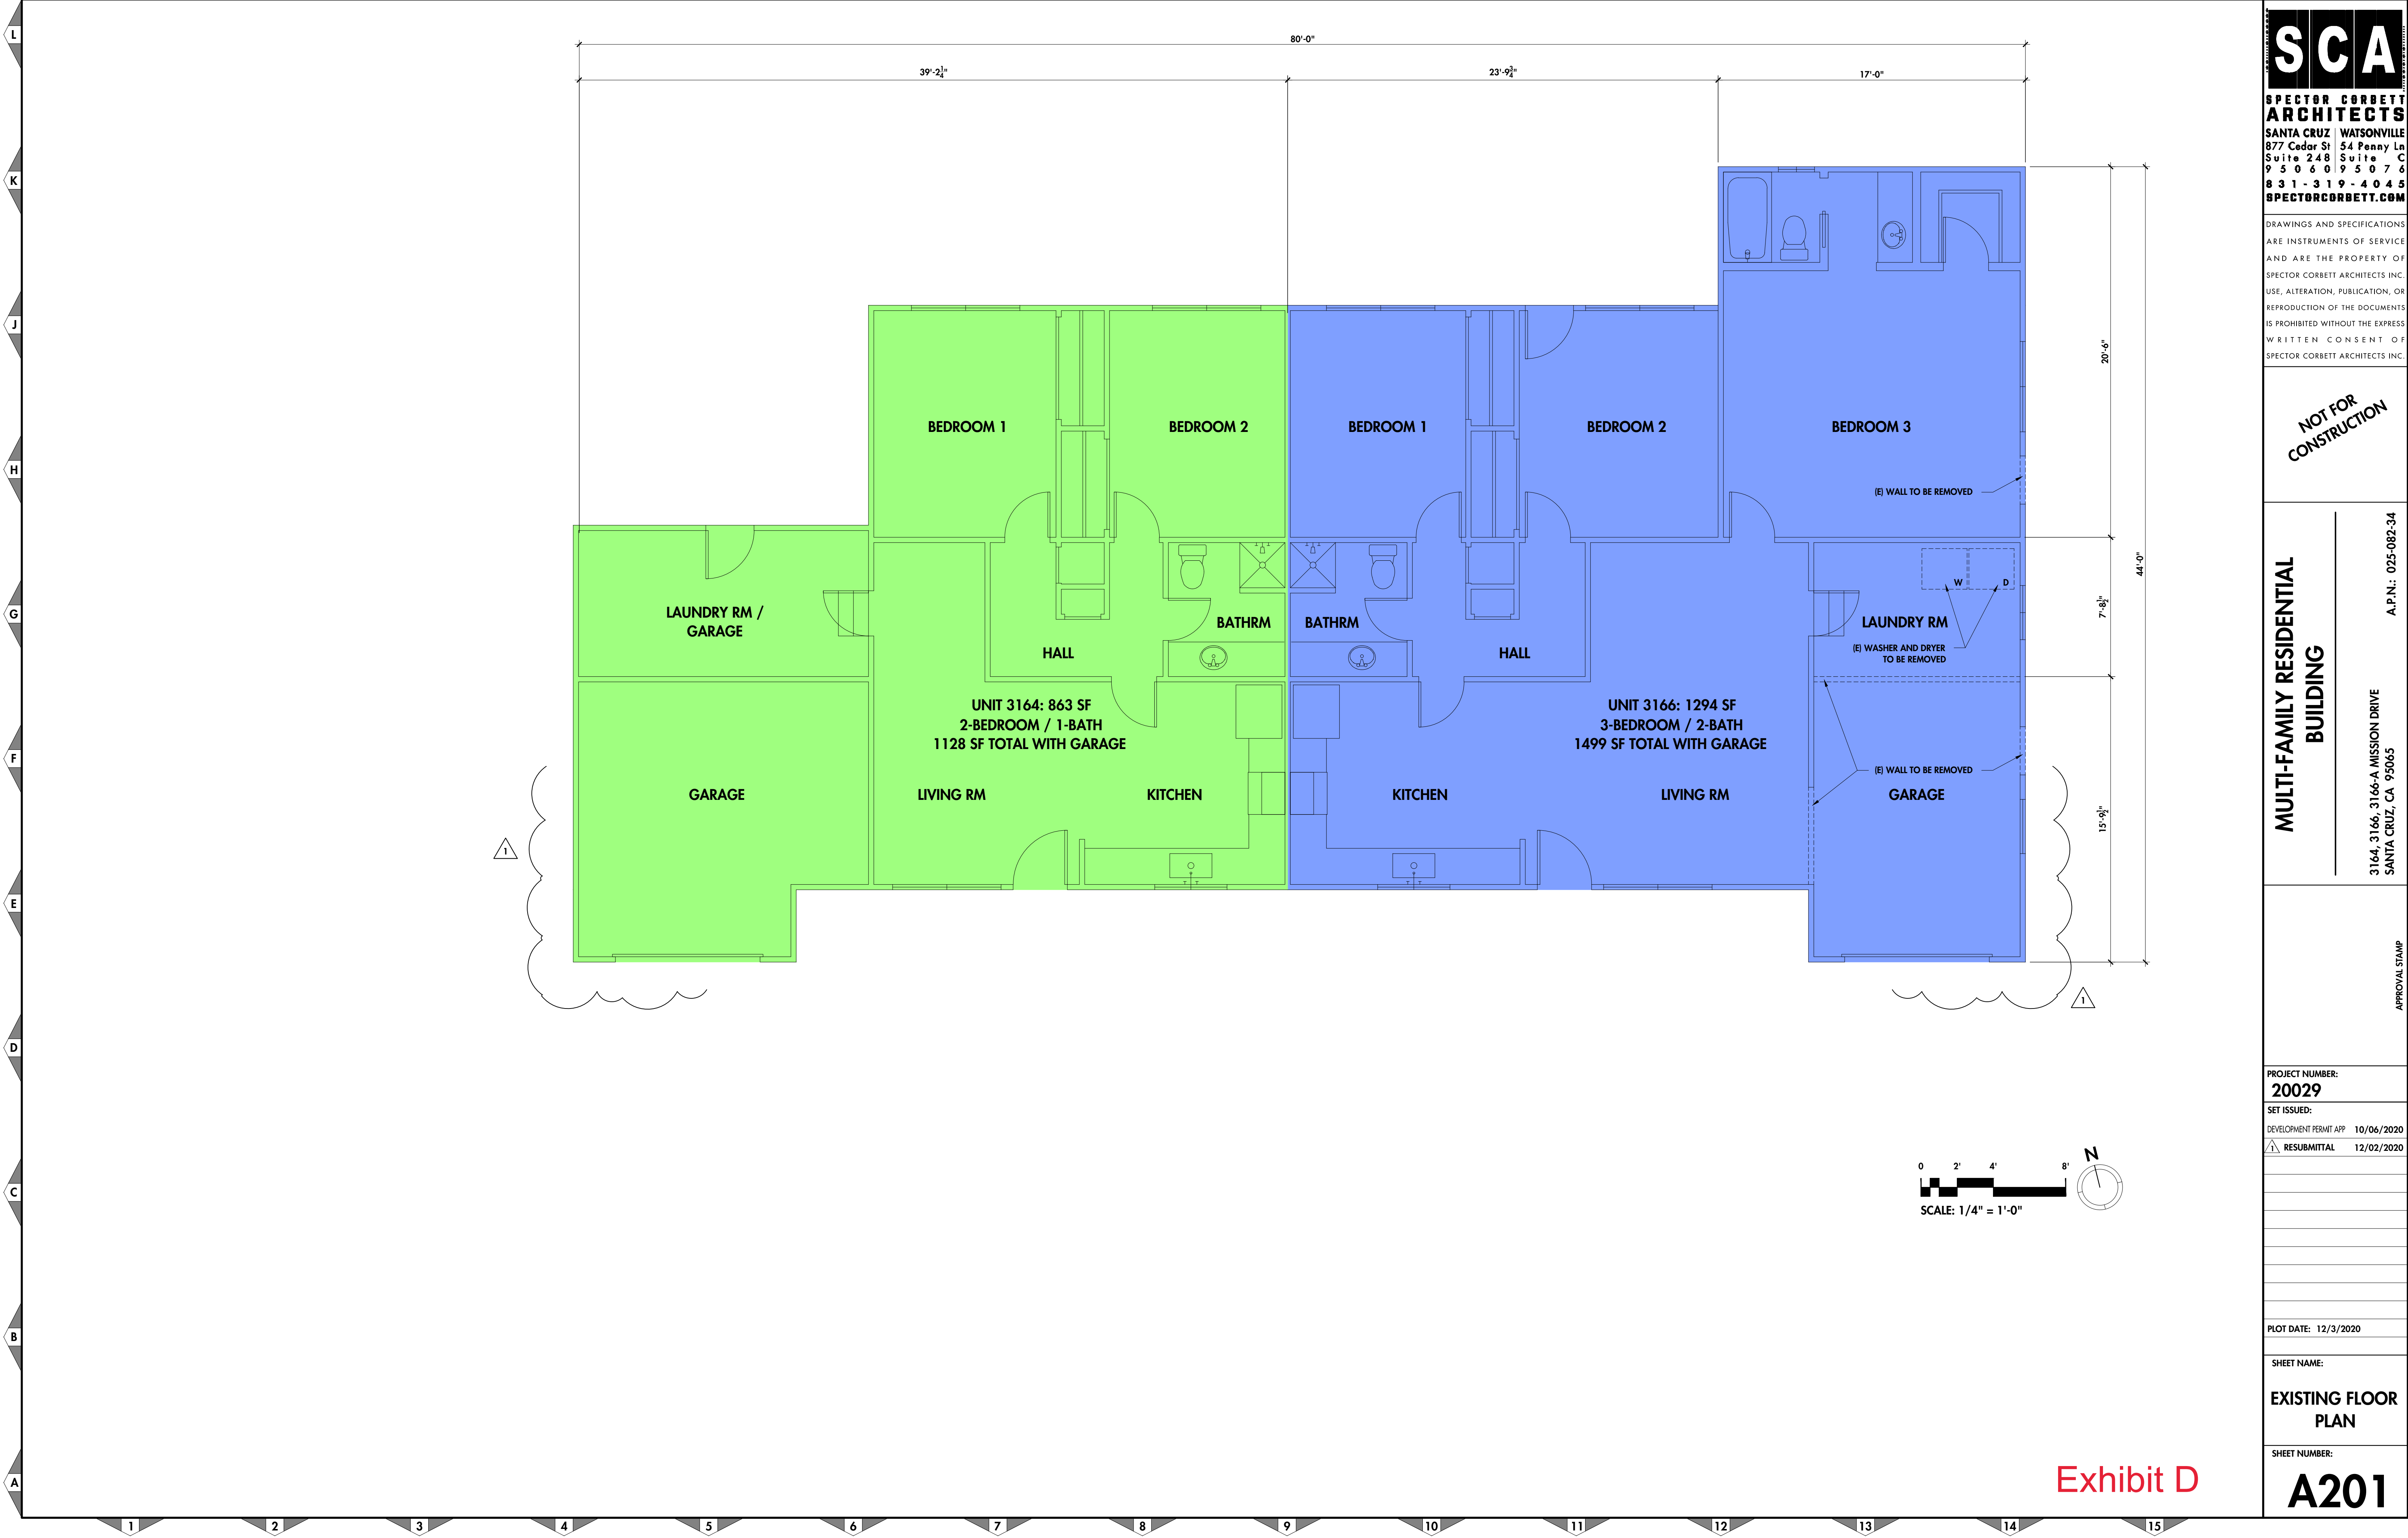 L
K
J
H
G
F
E
D
C
B
A
1
2
3
4
5
6
7
8
9
10
11
12
13
14
15
80'-0"
39'-2 1/4"
23'-9 3/4"
17'-0"
20'-6"
7'-8 1/2"
15'-9 1/2"
44'-0"
BEDROOM 1
BEDROOM 2
BEDROOM 1
BEDROOM 2
BEDROOM 3
(E) WALL TO BE REMOVED
LAUNDRY RM /
GARAGE
BATHRM
HALL
BATHRM
HALL
W
D
LAUNDRY RM
(E) WASHER AND DRYER
TO BE REMOVED
UNIT 3164: 863 SF
2-BEDROOM / 1-BATH
1128 SF TOTAL WITH GARAGE
UNIT 3166: 1294 SF
3-BEDROOM / 2-BATH
1499 SF TOTAL WITH GARAGE
(E) WALL TO BE REMOVED
GARAGE
LIVING RM
KITCHEN
KITCHEN
LIVING RM
GARAGE
1
1
0 2' 4' 8'
SCALE: 1/4" = 1'-0"
N
Exhibit D
SCA
SPECTOR CORBETT
ARCHITECTS
SANTA CRUZ WATSONVILLE
877 Cedar St 54 Penny Ln
Suite 248 Suite C
95060 95076
831-319-4045
SPECTORCORBETT.COM
DRAWINGS AND SPECIFICATIONS
ARE INSTRUMENTS OF SERVICE
AND ARE THE PROPERTY OF
SPECTOR CORBETT ARCHITECTS INC.
USE, ALTERATION, PUBLICATION, OR
REPRODUCTION OF THE DOCUMENTS
IS PROHIBITED WITHOUT THE EXPRESS
WRITTEN CONSENT OF
SPECTOR CORBETT ARCHITECTS INC.
NOT FOR
CONSTRUCTION
MULTI-FAMILY RESIDENTIAL
BUILDING
3164, 3166, 3166-A MISSION DRIVE
SANTA CRUZ, CA 95065
A.P.N.: 025-082-34
APPROVAL STAMP
PROJECT NUMBER:
20029
SET ISSUED:
DEVELOPMENT PERMIT APP 10/06/2020
1 RESUBMITTAL 12/02/2020
PLOT DATE: 12/3/2020
SHEET NAME:
EXISTING FLOOR
PLAN
SHEET NUMBER:
A201